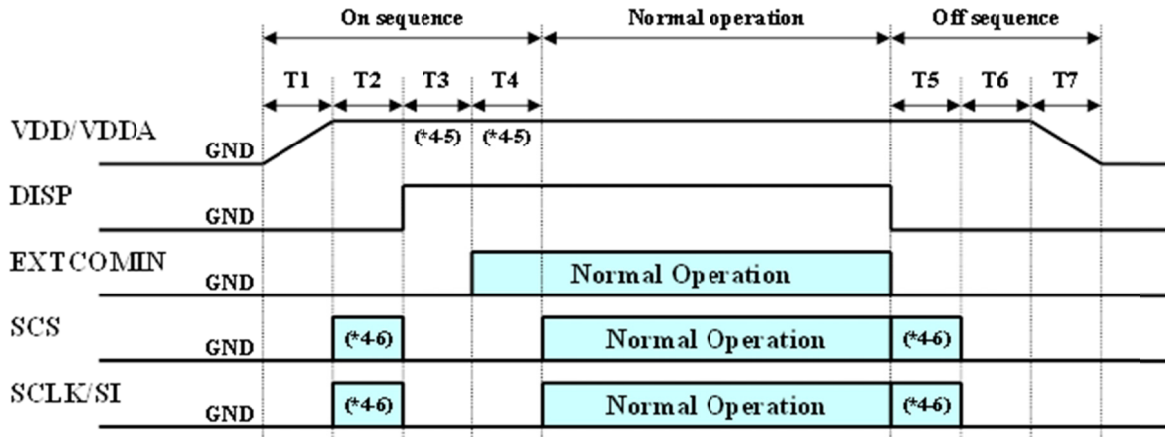 On sequence Normal operation Off sequence
T1 T2 T3 T4 T5 T6 T7
VDD/VDDA GND (*4-5) (*4-5)
DISP GND
EXTCOMIN GND Normal Operation
SCS GND (*4-6) Normal Operation (*4-6)
SCLK/SI GND (*4-6) Normal Operation (*4-6)